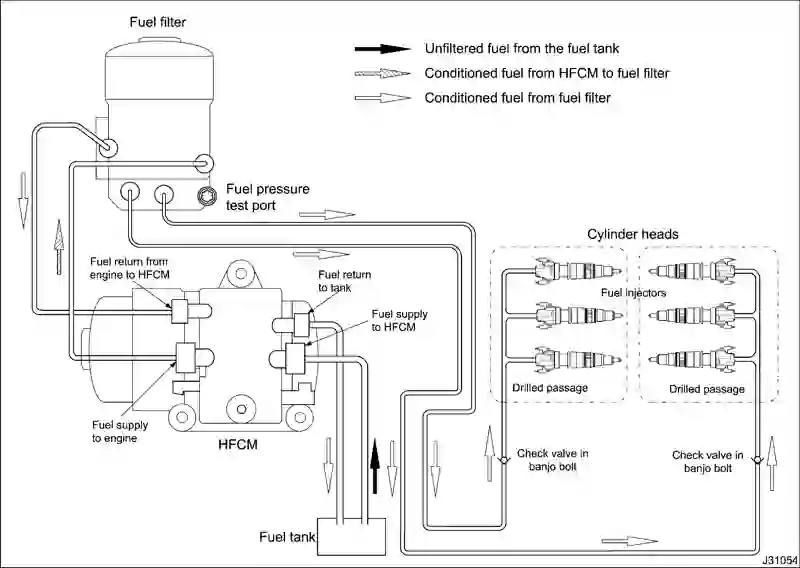 Fuel filter
Unfiltered fuel from the fuel tank
Conditioned fuel from HFCM to fuel filter
Conditioned fuel from fuel filter
Fuel pressure
test port
Cylinder heads
Fuel return from
engine to HFCM
Fuel return
to tank
Fuel injectors
Fuel supply
to HFCM
Drilled passage
Drilled passage
Fuel supply
to engine
HFCM
Check valve in
banjo bolt
Check valve in
banjo bolt
Fuel tank
J31054